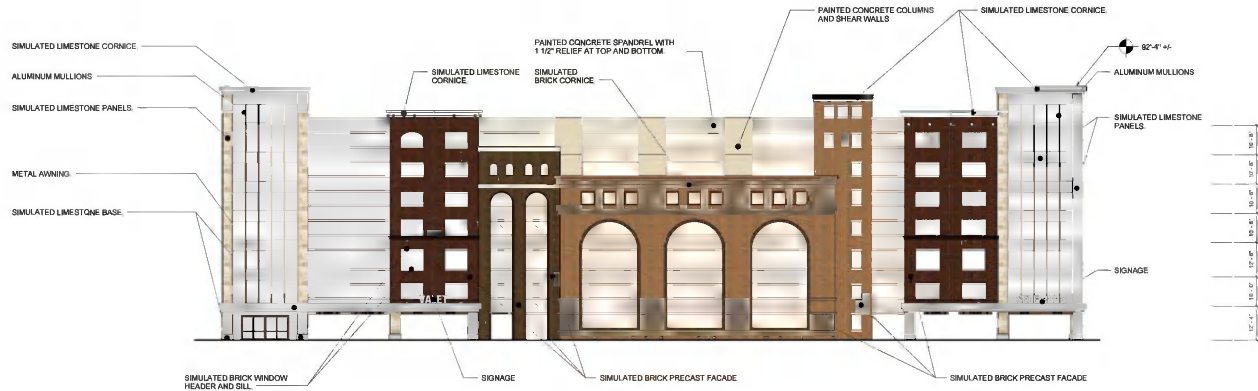 PAINTED CONCRETE COLUMNS
AND SHEAR WALLS
SIMULATED LIMESTONE CORNICE
SIMULATED LIMESTONE CORNICE
PAINTED CONCRETE SPANDREL WITH
1 1/2" RELIEF AT TOP AND BOTTOM
92'-4" +/-
ALUMINUM MULLIONS
SIMULATED LIMESTONE
CORNICE
SIMULATED
BRICK CORNICE
ALUMINUM MULLIONS
SIMULATED LIMESTONE PANELS
SIMULATED LIMESTONE
PANELS
METAL AWNING
SIMULATED LIMESTONE BASE
SIGNAGE
VALET
SIMULATED BRICK WINDOW
HEADER AND SILL
SIGNAGE
SIMULATED BRICK PRECAST FACADE
SIMULATED BRICK PRECAST FACADE